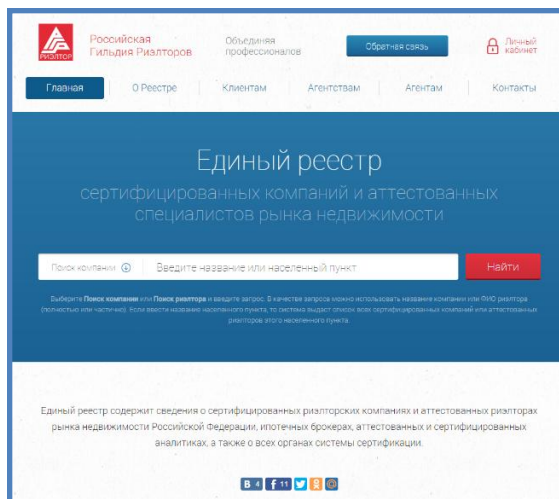 РИЭЛТОР
Российская
Гильдия Риэлторов
Объединяя
профессионалов
Обратная связь
Личный
кабинет
Главная
О Реестре
Клиентам
Агентствам
Агентам
Контакты
Единый реестр
сертифицированных компаний и аттестованных
специалистов рынка недвижимости
Поиск компании
Введите название или населенный пункт
Найти
Выберите Поиск компании или Поиск риэлтора и введите запрос. В качестве запроса можно использовать название компании или ФИО риэлтора
(полностью или частично). Если ввести название населенного пункта, то система выдаст список всех сертифицированных компаний или аттестованных
риэлторов этого населенного пункта.
Единый реестр содержит сведения о сертифицированных риэлторских компаниях и аттестованных риэлторах
рынка недвижимости Российской Федерации, ипотечных брокерах, аттестованных и сертифицированных
аналитиках, а также о всех органах системы сертификации.
В 4 f 11